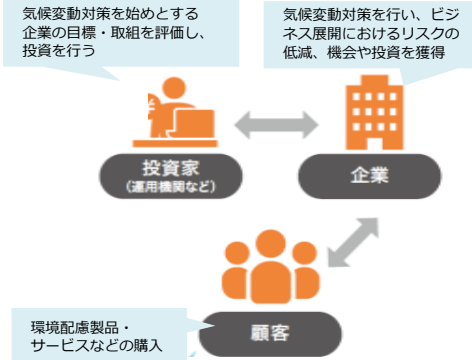 気候変動対策を始めとする
企業の目標・取組を評価し、
投資を行う
気候変動対策を行い、ビジ
ネス展開におけるリスクの
低減、機会や投資を獲得
¥
投資家
(運用機関など)
企業
環境配慮製品・
サービスなどの購入
顧客